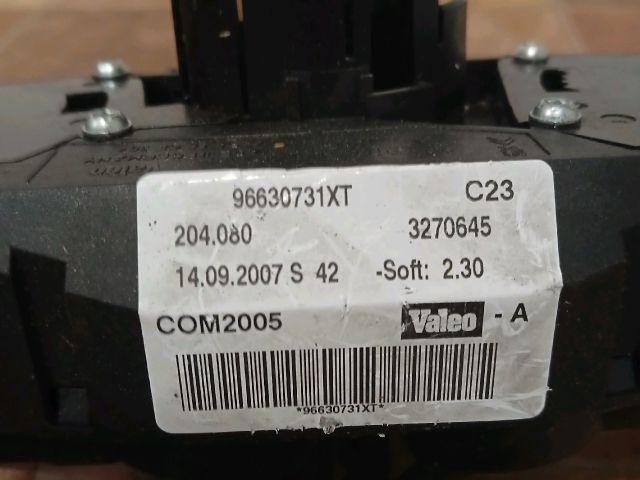 96630731XT C23
204.080 3270645
14.09.2007 S 42 -Soft: 2.30
COM2005 Valeo - A
*96630731XT*